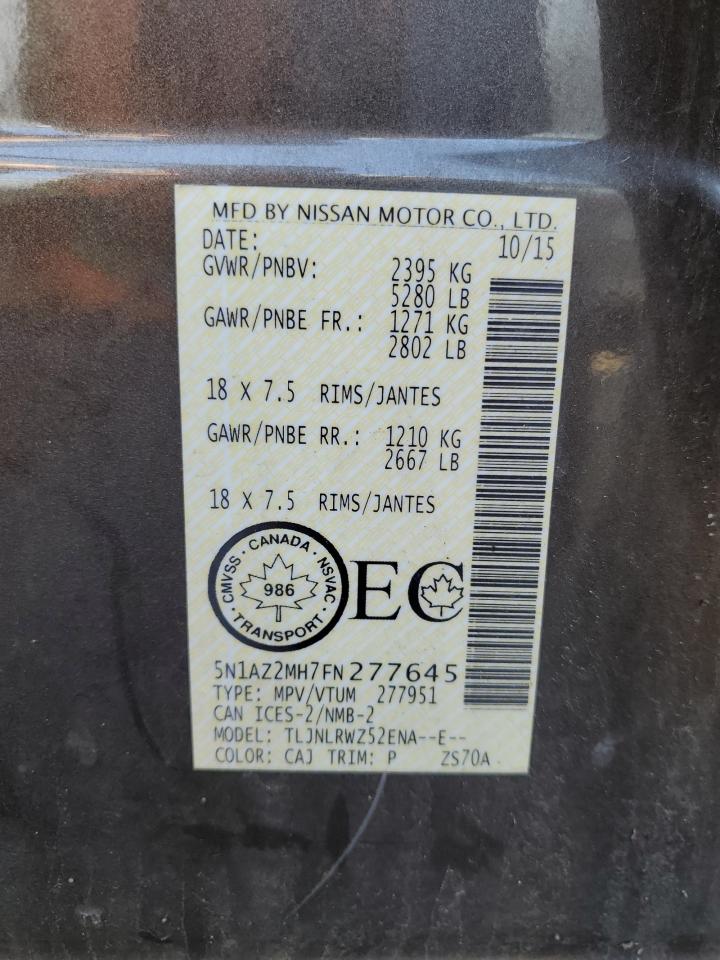 MFD BY NISSAN MOTOR CO., LTD.
DATE: 10/15
GVWR/PNBV: 2395 KG
5280 LB
GAWR/PNBE FR.: 1271 KG
2802 LB
18 X 7.5 RIMS/JANTES
GAWR/PNBE RR.: 1210 KG
2667 LB
18 X 7.5 RIMS/JANTES
CMVSS · CANADA · NSVAC · TRANSPORT ·
986
EC
5N1AZ2MH7FN277645
TYPE: MPV/VTUM 277951
CAN ICES-2/NMB-2
MODEL: TLJNLRWZ52ENA--E--
COLOR: CAJ TRIM: P ZS70A